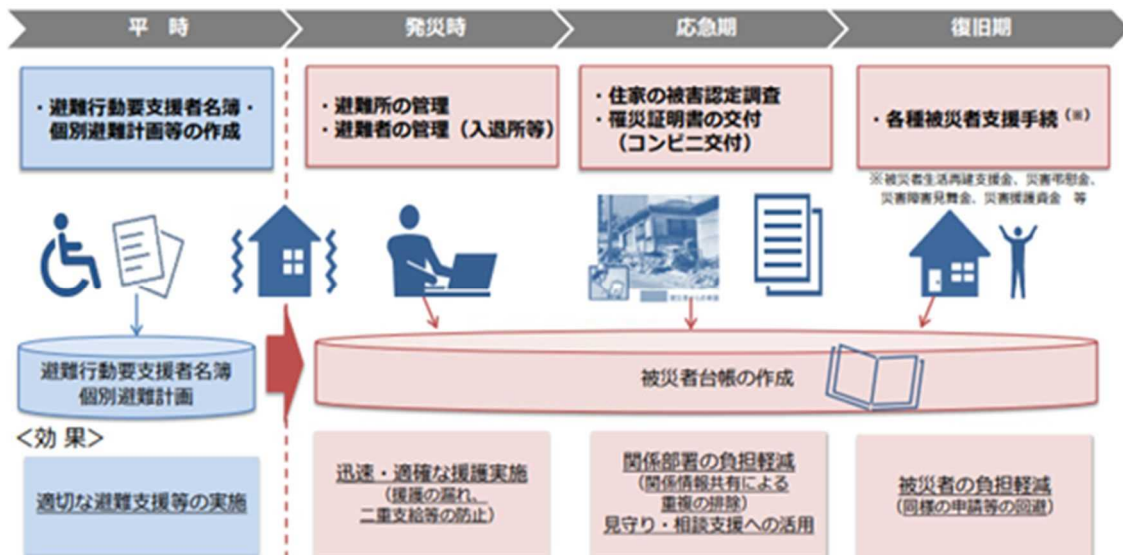 平 時
発災時
応急期
復旧期
・避難行動要支援者名簿・
個別避難計画等の作成
・避難所の管理
・避難者の管理（入退所等）
・住家の被害認定調査
・罹災証明書の交付
（コンビニ交付）
・各種被災者支援手続（※）
※被災者生活再建支援金、災害弔慰金、
災害障害見舞金、災害援護資金 等
避難行動要支援者名簿
個別避難計画
被災者台帳の作成
＜効 果＞
適切な避難支援等の実施
迅速・適確な援護実施
（援護の漏れ、
二重支給等の防止）
関係部署の負担軽減
（関係情報共有による
重複の排除）
見守り・相談支援への活用
被災者の負担軽減
（同様の申請等の回避）